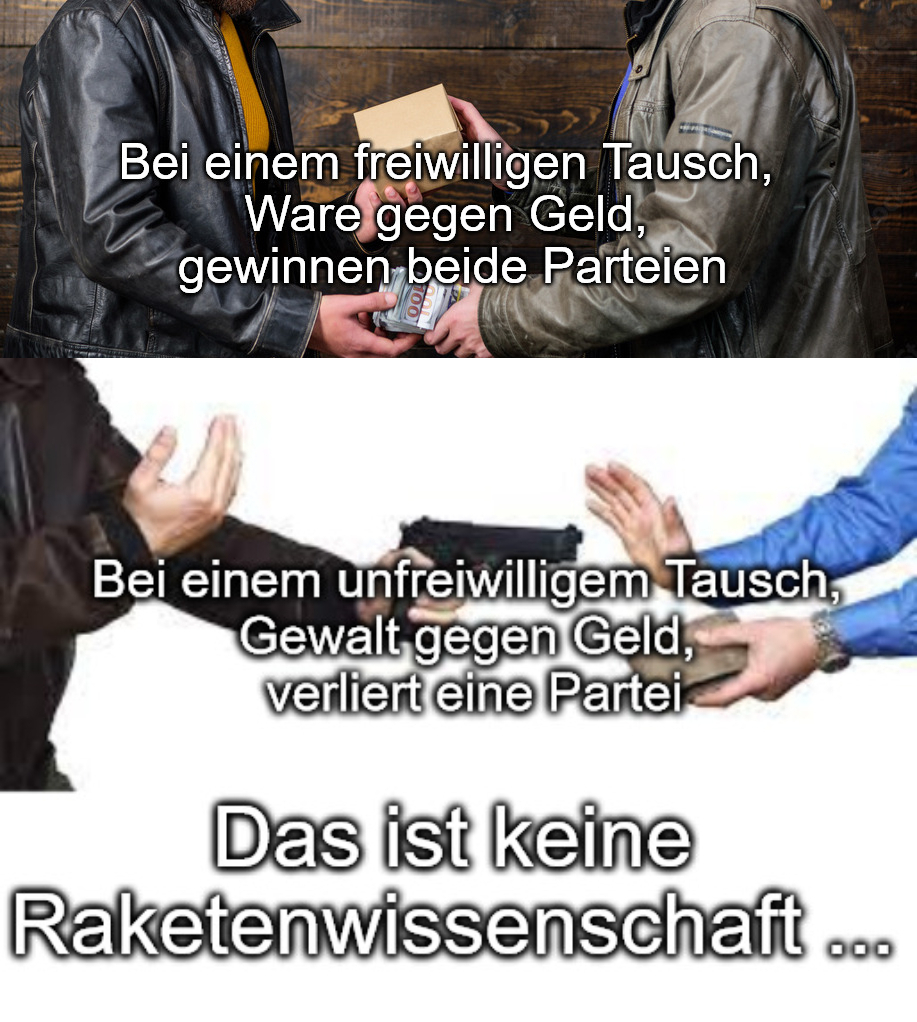 Bei einem freiwilligen Tausch,
Ware gegen Geld,
gewinnen beide Parteien
100
Bei einem unfreiwilligem Tausch,
Gewalt gegen Geld,
verliert eine Partei
Das ist keine
Raketenwissenschaft ...